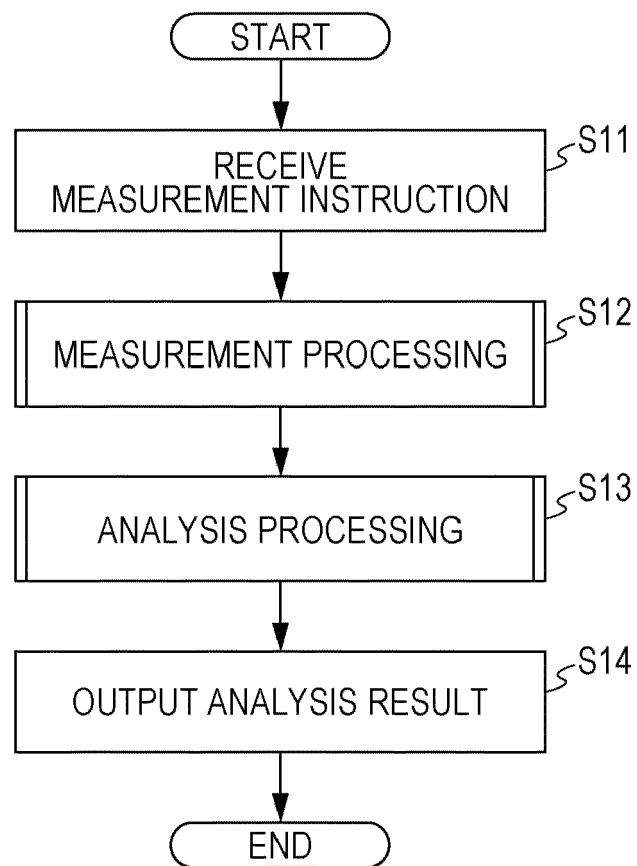 START
S11
RECEIVE
MEASUREMENT INSTRUCTION
S12
MEASUREMENT PROCESSING
S13
ANALYSIS PROCESSING
S14
OUTPUT ANALYSIS RESULT
END